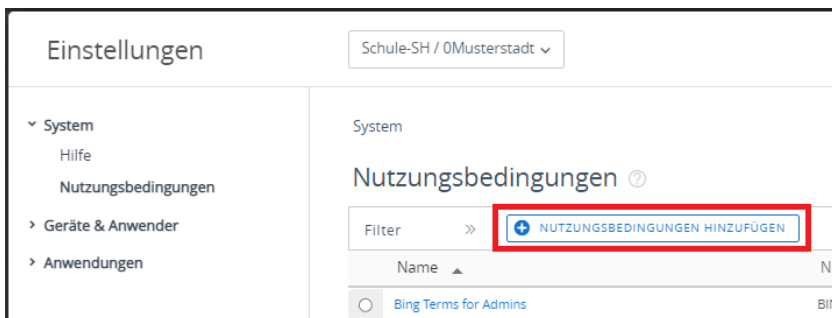 Einstellungen
Schule-SH / 0Musterstadt
System
Hilfe
Nutzungsbedingungen
Geräte & Anwender
Anwendungen
System
Nutzungsbedingungen
Filter
NUTZUNGSBEDINGUNGEN HINZUFÜGEN
Name
Bing Terms for Admins